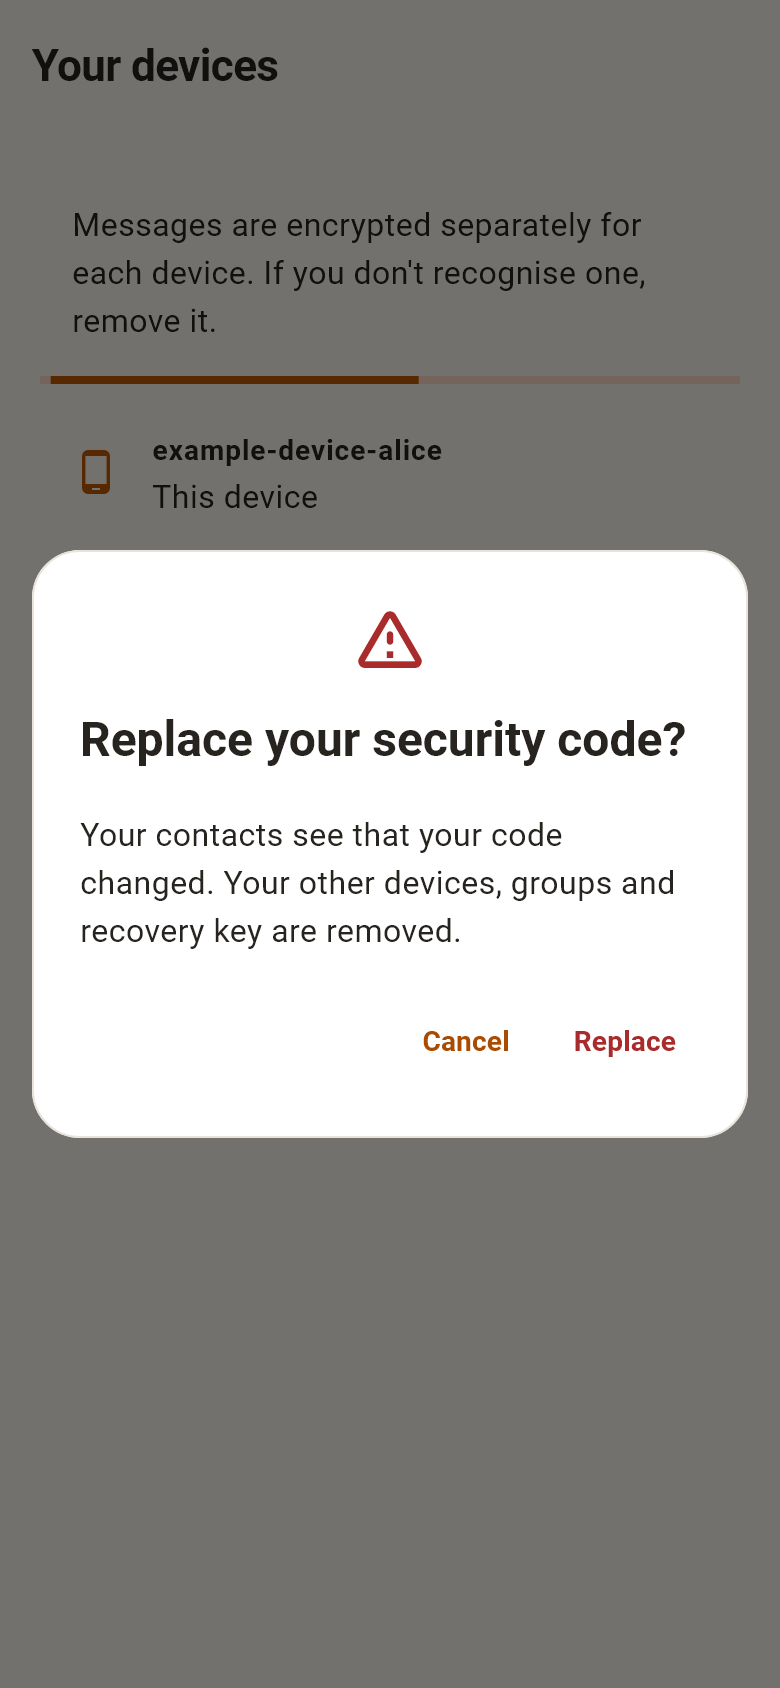 Your devices
Messages are encrypted separately for
each device. If you don't recognise one,
remove it.
example-device-alice
This device
Replace your security code?
Your contacts see that your code
changed. Your other devices, groups and
recovery key are removed.
Cancel Replace